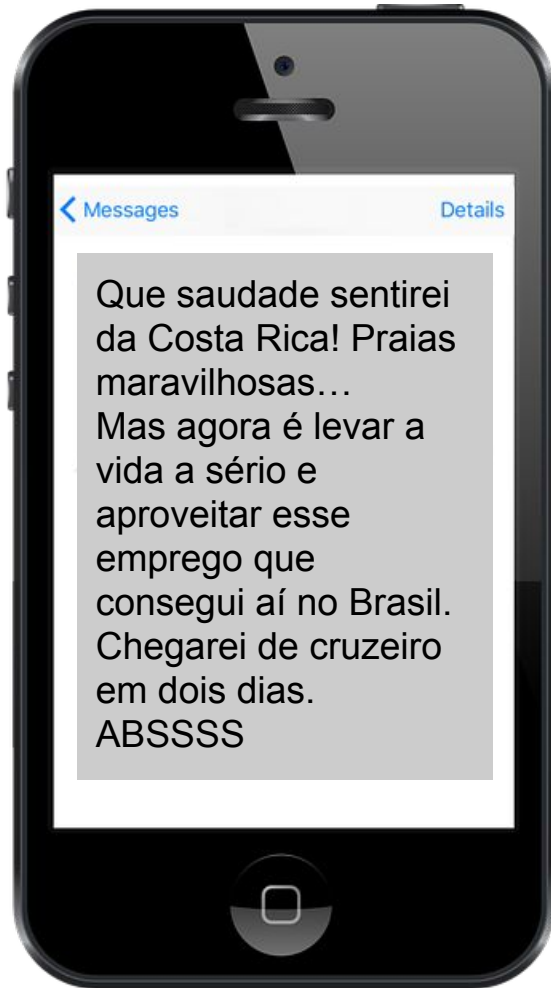 Messages Details
Que saudade sentirei
da Costa Rica! Praias
maravilhosas…
Mas agora é levar a
vida a sério e
aproveitar esse
emprego que
consegui aí no Brasil.
Chegarei de cruzeiro
em dois dias.
ABSSSS